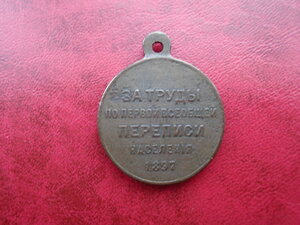 ЗА ТРУДЫ
ПО ПЕРВОЙ ВСЕОБЩЕЙ
ПЕРЕПИСИ
НАСЕЛЕНІЯ
1897